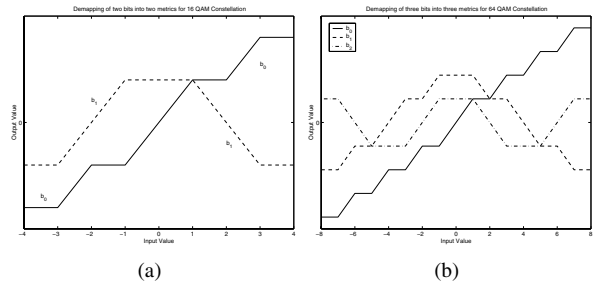 Demapping of two bits into two metrics for 16 QAM Constellation
Output Value
0
b1
b0
b1
b0
−4 −3 −2 −1 0 1 2 3 4
Input Value
(a)
Demapping of three bits into three metrics for 64 QAM Constellation
b0
b1
b2
Output Value
0
−8 −6 −4 −2 0 2 4 6 8
Input Value
(b)